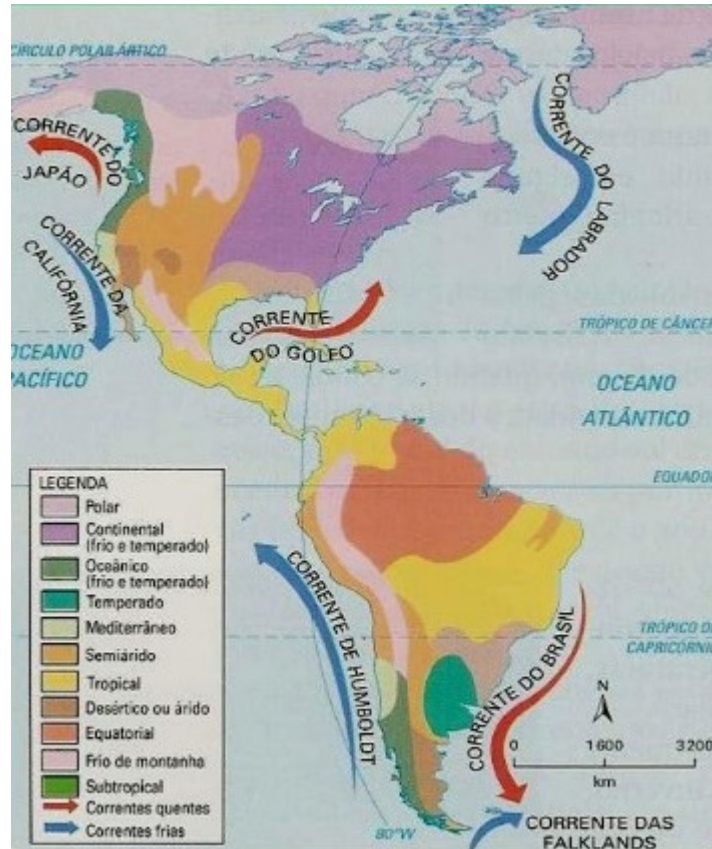 CÍRCULO POLAR ÁRTICO
CORRENTE DO
JAPÃO
CORRENTE DO LABRADOR
CORRENTE DA
CALIFÓRNIA
CORRENTE
DO GOLFO
TRÓPICO DE CÂNCER
OCEANO
PACÍFICO
OCEANO
ATLÂNTICO
EQUADOR
LEGENDA
Polar
Continental
(frio e temperado)
Oceânico
(frio e temperado)
Temperado
Mediterrâneo
Semiárido
Tropical
Desértico ou árido
Equatorial
Frio de montanha
Subtropical
Correntes quentes
Correntes frias
CORRENTE DE HUMBOLDT
CORRENTE DO BRASIL
TRÓPICO DE
CAPRICÓRNIO
N
0 1600 3200
km
80°W
CORRENTE DAS
FALKLANDS